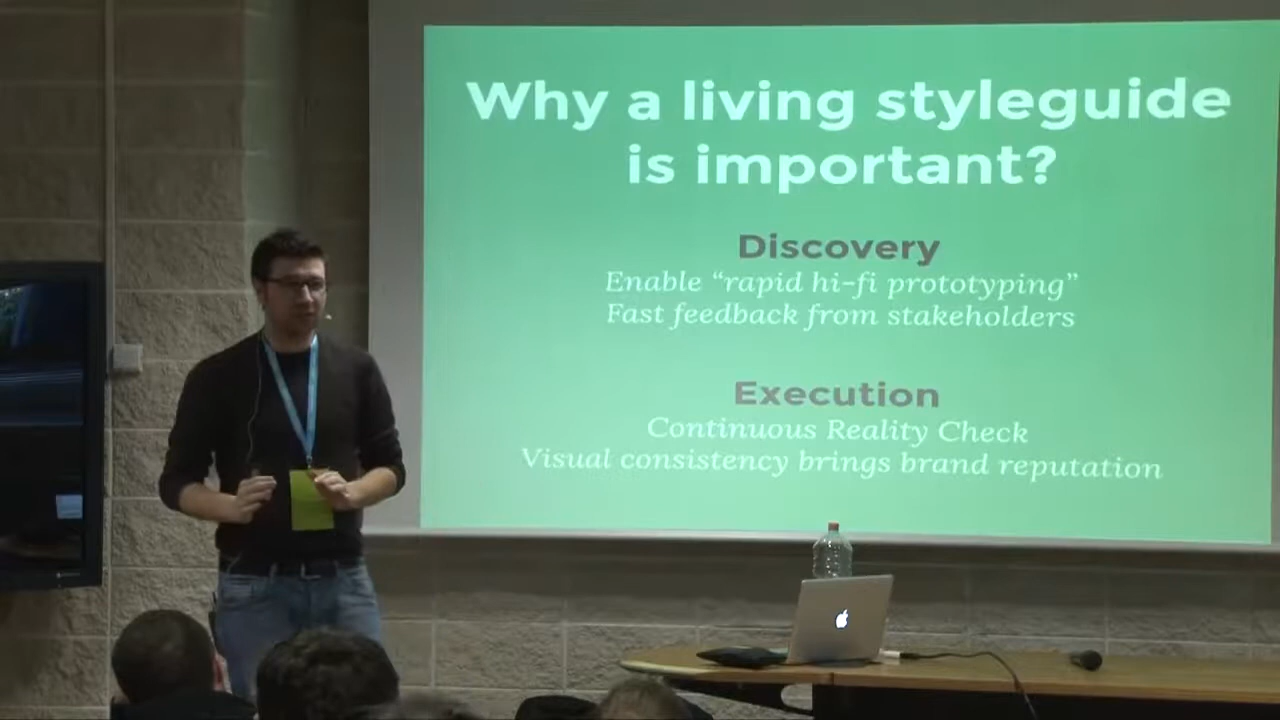 Why a living styleguide
is important?
Discovery
Enable “rapid hi-fi prototyping”
Fast feedback from stakeholders
Execution
Continuous Reality Check
Visual consistency brings brand reputation